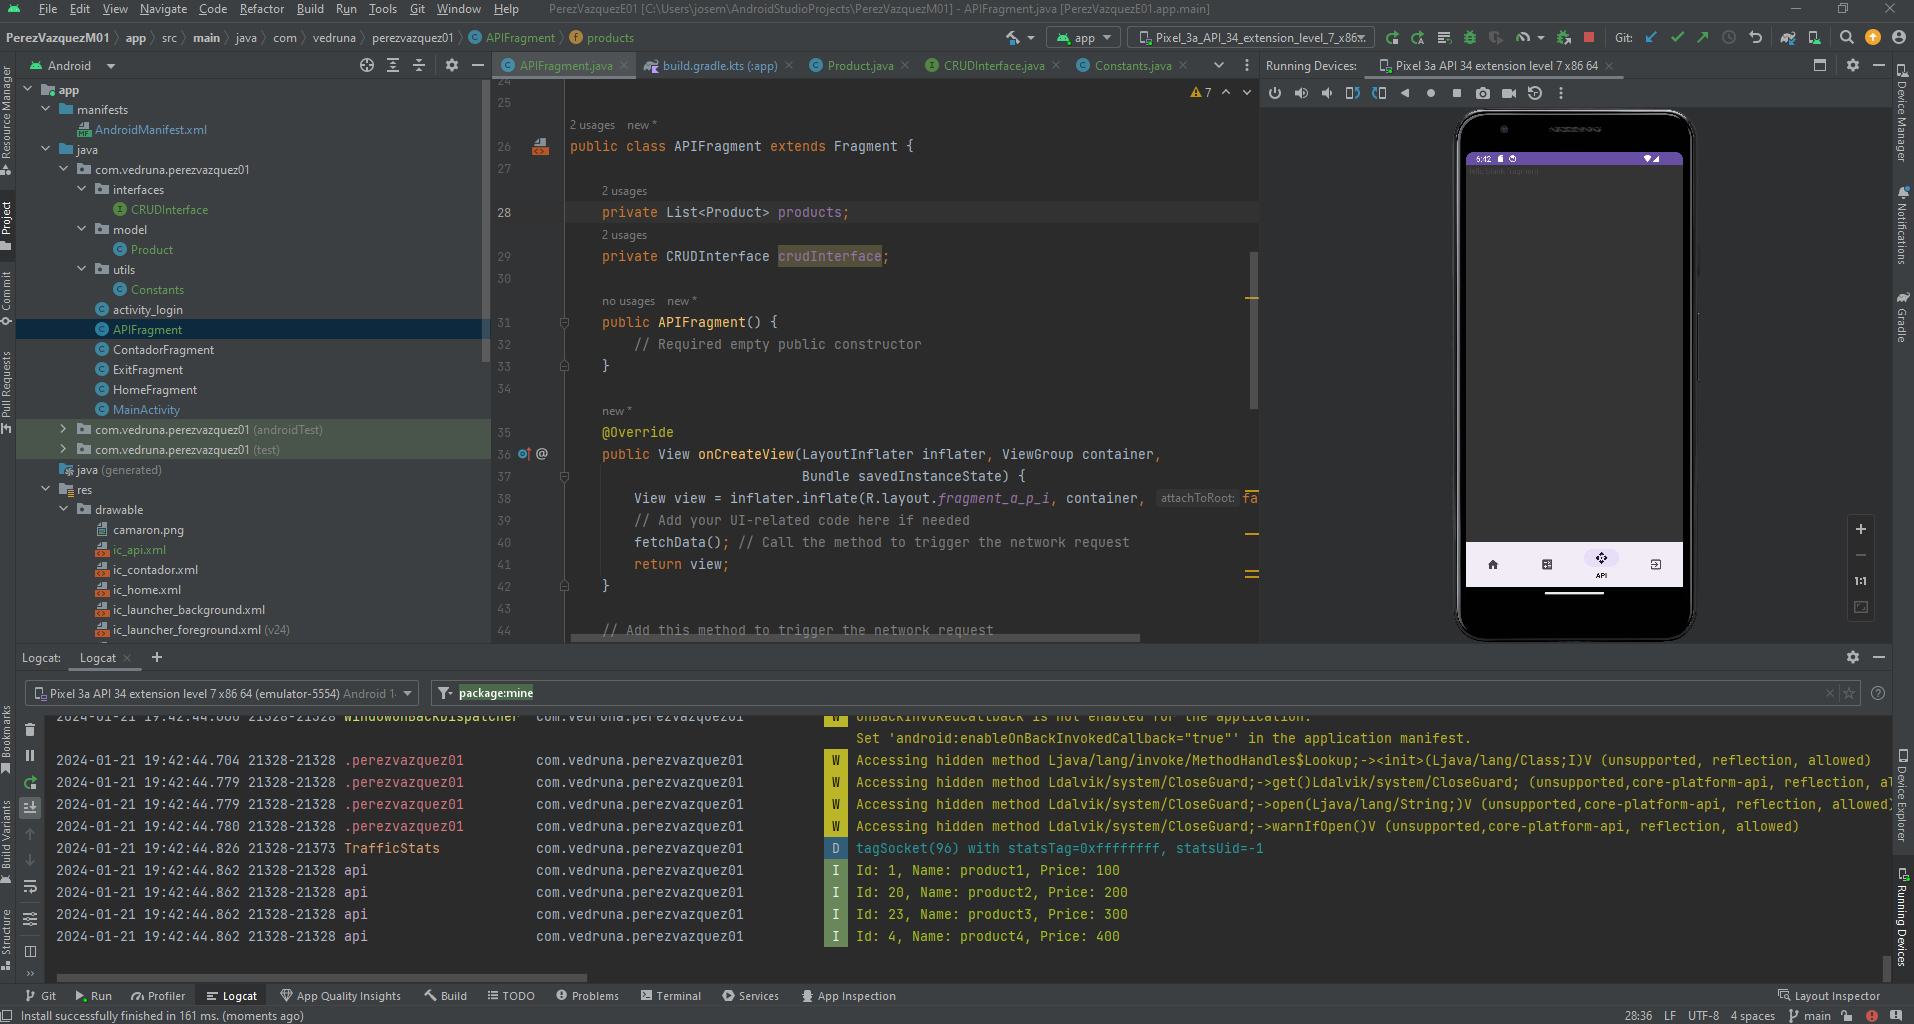 File Edit View Navigate Code Refactor Build Run Tools Git Window Help PerezVazquezE01 [C:\Users\josem\AndroidStudioProjects\PerezVazquezM01] - APIFragment.java [PerezVazquezE01.app.main]
PerezVazquezM01 app src main java com vedruna perezvazquez01 APIFragment products
app
Pixel_3a_API_34_extension_level_7_x86
Git:
Android
APIFragment.java
build.gradle.kts (:app)
Product.java
CRUDInterface.java
Constants.java
Running Devices: Pixel 3a API 34 extension level 7 x86 64
Resource Manager
Project
Commit
Pull Requests
Bookmarks
Build Variants
Structure
app
manifests
AndroidManifest.xml
java
com.vedruna.perezvazquez01
interfaces
CRUDInterface
model
Product
utils
Constants
activity_login
APIFragment
ContadorFragment
ExitFragment
HomeFragment
MainActivity
com.vedruna.perezvazquez01 (androidTest)
com.vedruna.perezvazquez01 (test)
java (generated)
res
drawable
camaron.png
ic_api.xml
ic_contador.xml
ic_home.xml
ic_launcher_background.xml
ic_launcher_foreground.xml (v24)
24
25
7
2 usages new *
26 public class APIFragment extends Fragment {
27
2 usages
28 private List<Product> products;
2 usages
29 private CRUDInterface crudInterface;
30
no usages new *
31 public APIFragment() {
32 // Required empty public constructor
33 }
34
new *
35 @Override
36 public View onCreateView(LayoutInflater inflater, ViewGroup container,
37 Bundle savedInstanceState) {
38 View view = inflater.inflate(R.layout.fragment_a_p_i, container, attachToRoot: fa
39 // Add your UI-related code here if needed
40 fetchData(); // Call the method to trigger the network request
41 return view;
42 }
43
44 // Add this method to trigger the network request
6:42
Hello blank fragment
API
1:1
Device Manager
Notifications
Gradle
Device Explorer
Running Devices
Logcat: Logcat
Pixel 3a API 34 extension level 7 x86 64 (emulator-5554) Android 1
package:mine
2024-01-21 19:42:44.666 21328-21328 WindowOnBackDispatcher com.vedruna.perezvazquez01 W OnBackInvokedCallback is not enabled for the application.
Set 'android:enableOnBackInvokedCallback="true"' in the application manifest.
2024-01-21 19:42:44.704 21328-21328 .perezvazquez01 com.vedruna.perezvazquez01 W Accessing hidden method Ljava/lang/invoke/MethodHandles$Lookup;-><init>(Ljava/lang/Class;I)V (unsupported, reflection, allowed)
2024-01-21 19:42:44.779 21328-21328 .perezvazquez01 com.vedruna.perezvazquez01 W Accessing hidden method Ldalvik/system/CloseGuard;->get()Ldalvik/system/CloseGuard; (unsupported,core-platform-api, reflection, al
2024-01-21 19:42:44.779 21328-21328 .perezvazquez01 com.vedruna.perezvazquez01 W Accessing hidden method Ldalvik/system/CloseGuard;->open(Ljava/lang/String;)V (unsupported,core-platform-api, reflection, allowed)
2024-01-21 19:42:44.780 21328-21328 .perezvazquez01 com.vedruna.perezvazquez01 W Accessing hidden method Ldalvik/system/CloseGuard;->warnIfOpen()V (unsupported,core-platform-api, reflection, allowed)
2024-01-21 19:42:44.826 21328-21373 TrafficStats com.vedruna.perezvazquez01 D tagSocket(96) with statsTag=0xffffffff, statsUid=-1
2024-01-21 19:42:44.862 21328-21328 api com.vedruna.perezvazquez01 I Id: 1, Name: product1, Price: 100
2024-01-21 19:42:44.862 21328-21328 api com.vedruna.perezvazquez01 I Id: 20, Name: product2, Price: 200
2024-01-21 19:42:44.862 21328-21328 api com.vedruna.perezvazquez01 I Id: 23, Name: product3, Price: 300
2024-01-21 19:42:44.862 21328-21328 api com.vedruna.perezvazquez01 I Id: 4, Name: product4, Price: 400
Git Run Profiler Logcat App Quality Insights Build TODO Problems Terminal Services App Inspection Layout Inspector
Install successfully finished in 161 ms. (moments ago) 28:36 LF UTF-8 4 spaces main